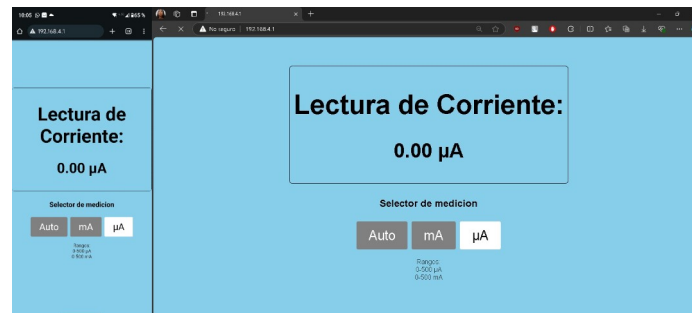 18:05
65%
192.168.4.1
Lectura de
Corriente:
0.00 µA
Selector de medicion
Auto mA µA
Rangos:
0-500 µA
0-500 mA
192.168.4.1
No seguro 192.168.4.1
Lectura de Corriente:
0.00 µA
Selector de medicion
Auto mA µA
Rangos:
0-500 µA
0-500 mA